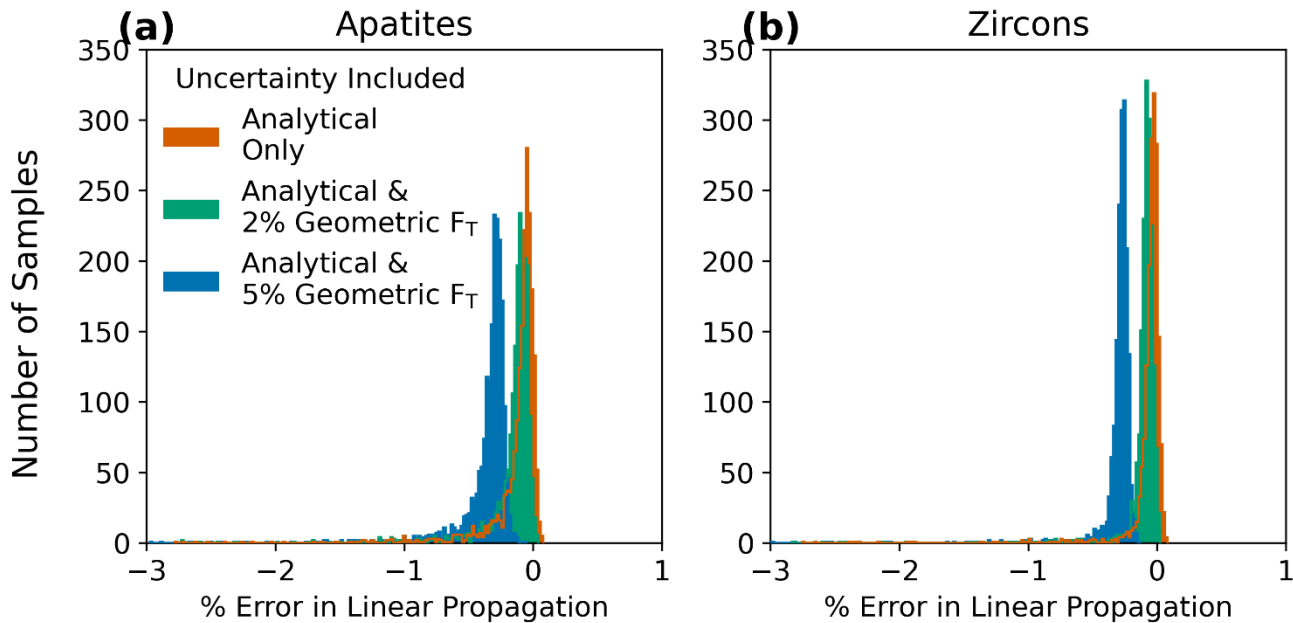 (a) Apatites
350
300
250
200
150
100
50
0
Number of Samples
Uncertainty Included
Analytical
Only
Analytical &
2% Geometric F_T
Analytical &
5% Geometric F_T
−3 −2 −1 0 1
% Error in Linear Propagation
(b) Zircons
350
300
250
200
150
100
50
0
−3 −2 −1 0 1
% Error in Linear Propagation